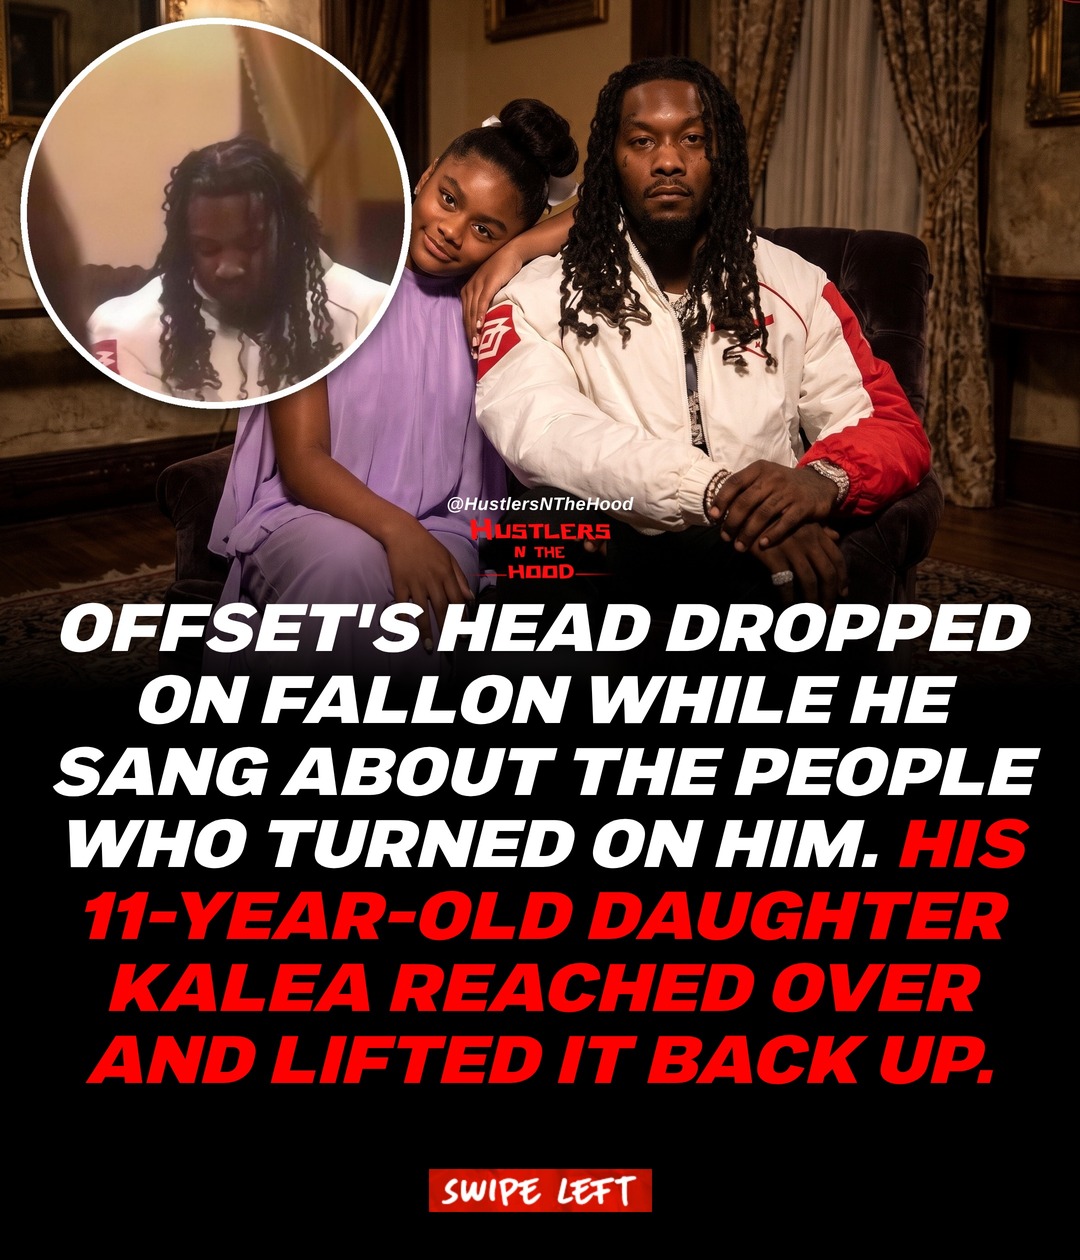 @HustlersNTheHood
HUSTLERS
N THE
HOOD
OFFSET'S HEAD DROPPED
ON FALLON WHILE HE
SANG ABOUT THE PEOPLE
WHO TURNED ON HIM. HIS
11-YEAR-OLD DAUGHTER
KALEA REACHED OVER
AND LIFTED IT BACK UP.
SWIPE LEFT